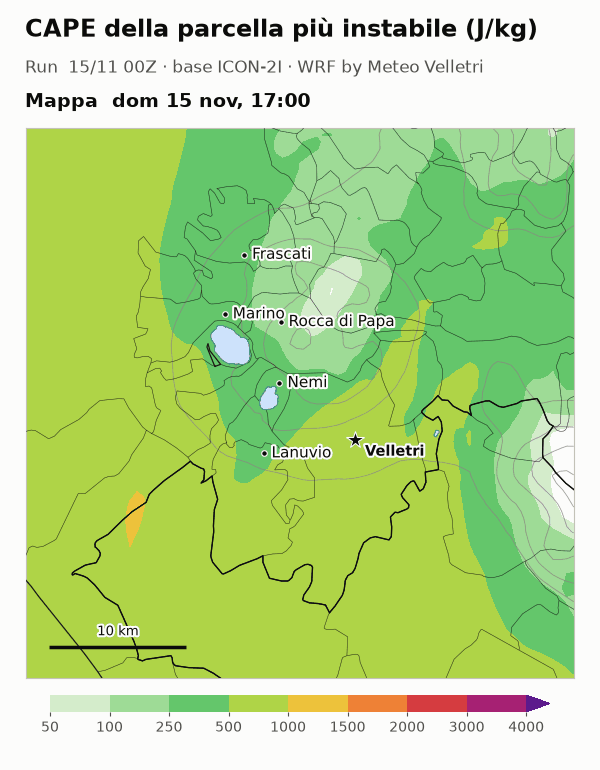 CAPE della parcella più instabile (J/kg)
Run  15/11 00Z · base ICON-2I · WRF by Meteo Velletri
Mappa  dom 15 nov, 17:00
Frascati
Marino
Rocca di Papa
Nemi
Velletri
Lanuvio
10 km
50 100 250 500 1000 1500 2000 3000 4000